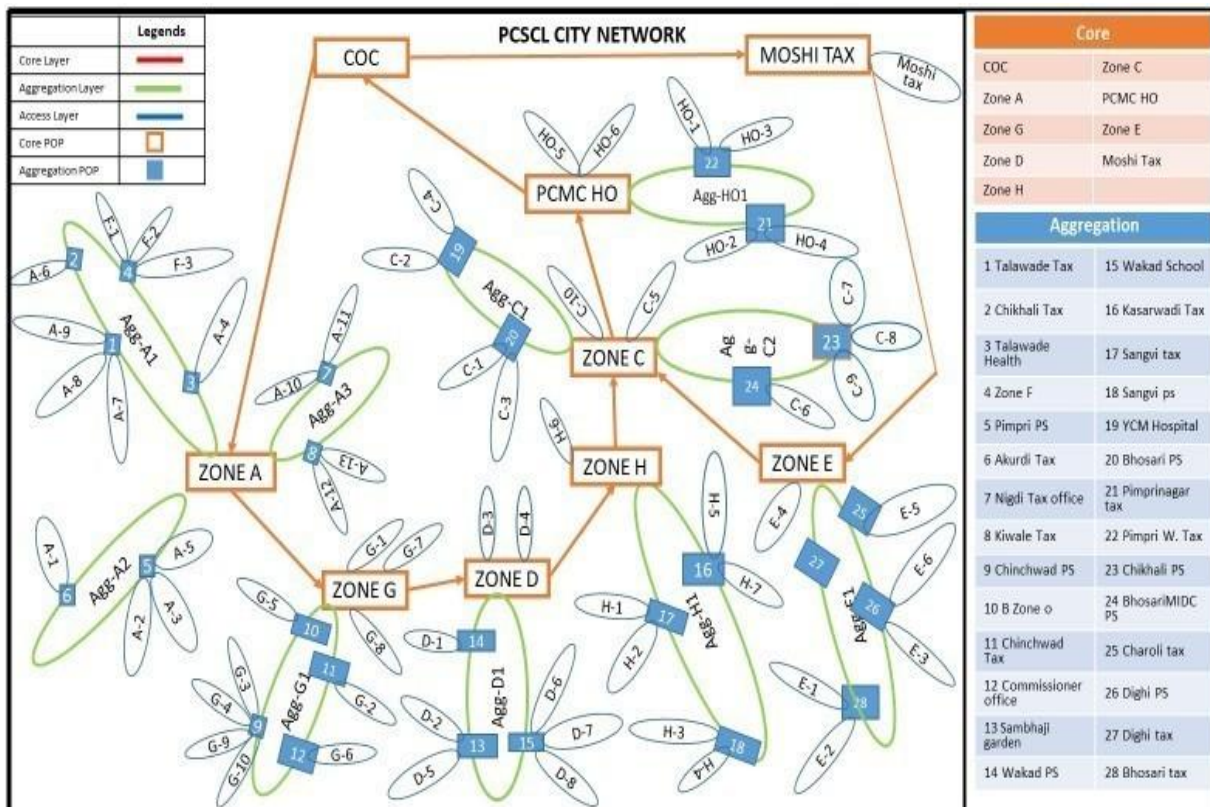 Legends
Core Layer
Aggregation Layer
Access Layer
Core POP
Aggregation POP
PCSCL CITY NETWORK
COC
MOSHI TAX
Moshi tax
HO-5
HO-6
HO-1
HO-3
22
PCMC HO
Agg-HO1
21
HO-2
HO-4
C-4
C-2
19
Agg-C1
20
C-1
C-3
C-10
C-5
ZONE C
Ag
g-
C2
C-7
23
C-8
C-9
24
C-6
F-1
F-2
F-3
4
2
A-6
Agg-A1
A-9
1
A-8
A-7
3
A-4
A-11
7
A-10
Agg-A3
8
A-13
A-12
ZONE A
H-6
ZONE H
ZONE E
A-1
6
Agg-A2
5
A-5
A-2
A-3
G-1
G-7
ZONE G
G-8
G-5
10
11
G-2
Agg-G1
G-3
G-4
G-9
G-10
9
12
G-6
D-3
D-4
ZONE D
14
D-1
Agg-D1
D-2
13
D-5
15
D-6
D-7
D-8
H-5
16
H-7
Agg-H1
H-1
17
H-2
H-3
18
H-4
E-4
25
E-5
27
E-6
26
E-3
E-1
28
E-2
Core
COC Zone C
Zone A PCMC HO
Zone G Zone E
Zone D Moshi Tax
Zone H
Aggregation
1 Talawade Tax 15 Wakad School
2 Chikhali Tax 16 Kasarwadi Tax
3 Talawade
Health
17 Sangvi tax
4 Zone F 18 Sangvi ps
5 Pimpri PS 19 YCM Hospital
6 Akurdi Tax 20 Bhosari PS
7 Nigdi Tax office
21 Pimprinagar
tax
8 Kiwale Tax 22 Pimpri W. Tax
9 Chinchwad PS 23 Chikhali PS
10 B Zone o
24 BhosariMIDC
PS
11 Chinchwad
Tax
25 Charoli tax
12 Commissioner
office
26 Dighi PS
13 Sambhaji
garden
27 Dighi tax
14 Wakad PS 28 Bhosari tax